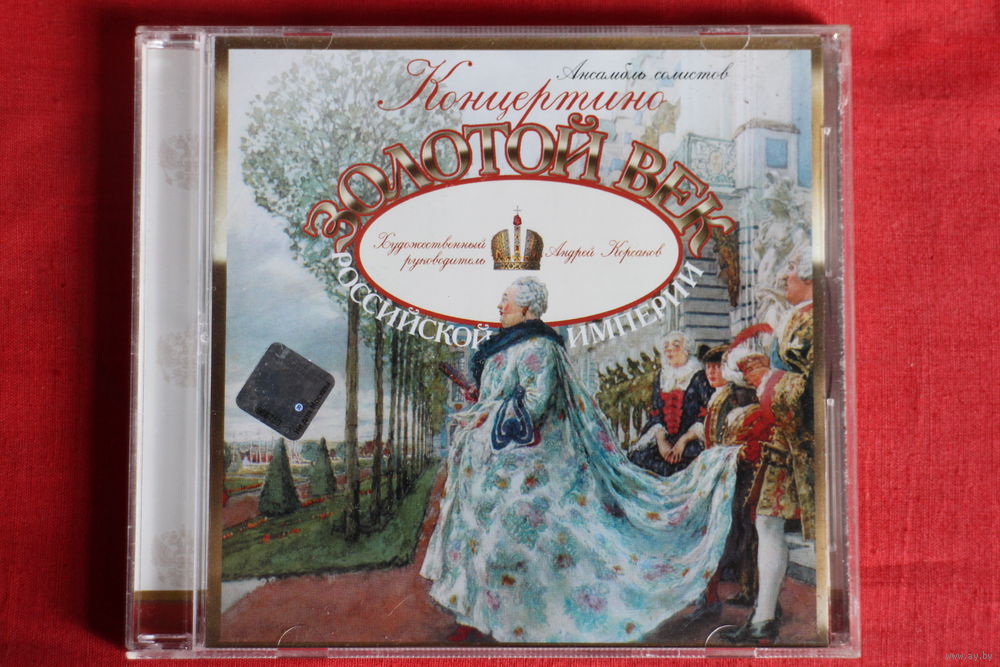 Ансамбль солистов
Концертино
ЗОЛОТОЙ ВЕК
Художественный
руководитель
Андрей Корсаков
РОССИЙСКОЙ ИМПЕРИИ
www.ay.by